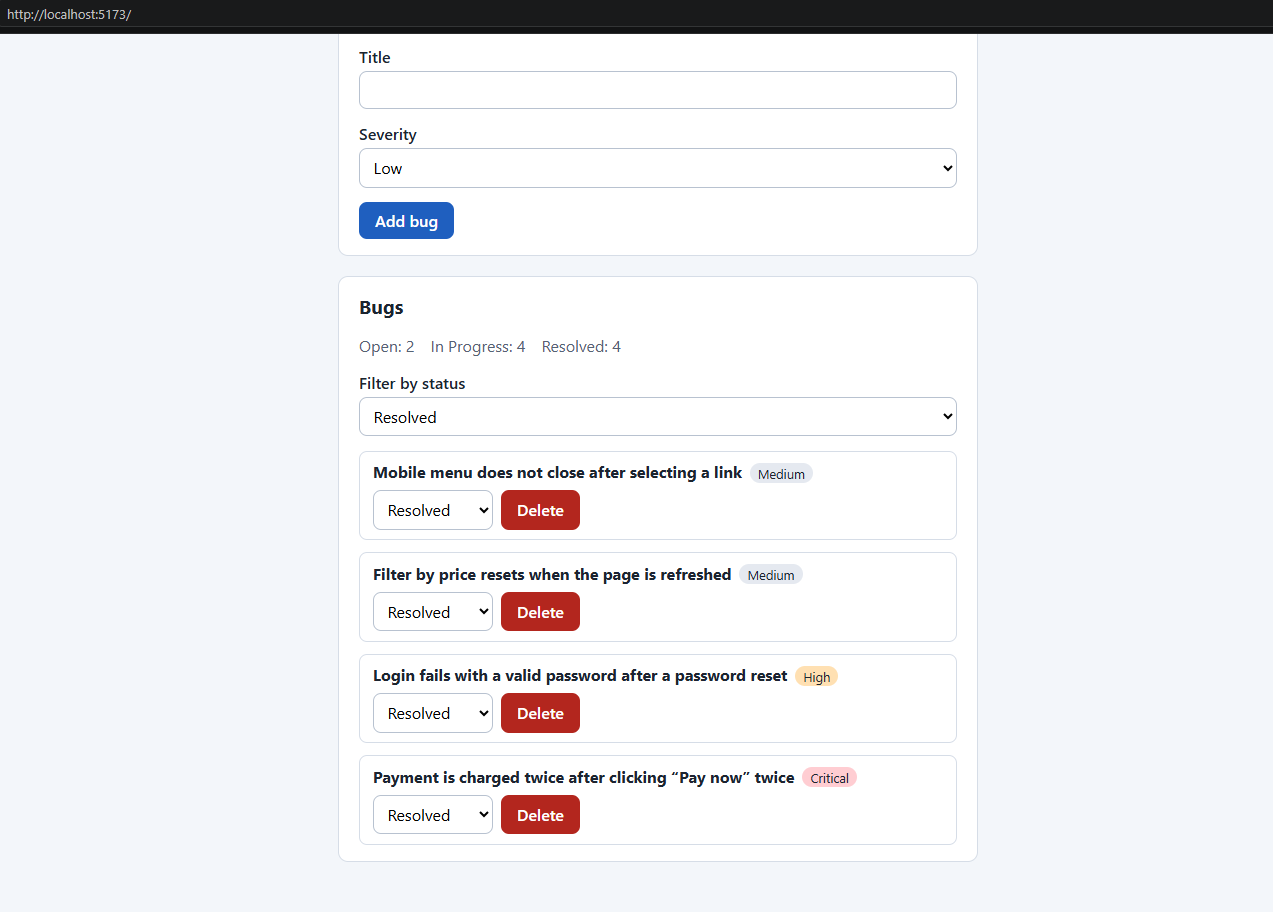 http://localhost:5173/
Title
Severity
Low
Add bug
Bugs
Open: 2 In Progress: 4 Resolved: 4
Filter by status
Resolved
Mobile menu does not close after selecting a link Medium
Resolved Delete
Filter by price resets when the page is refreshed Medium
Resolved Delete
Login fails with a valid password after a password reset High
Resolved Delete
Payment is charged twice after clicking “Pay now” twice Critical
Resolved Delete